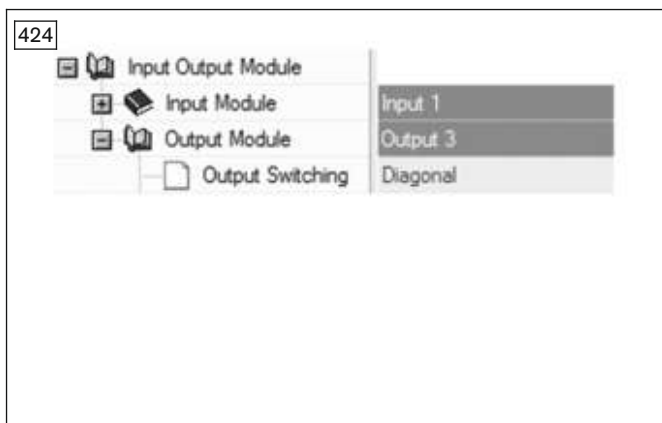 424
Input Output Module
Input Module Input 1
Output Module Output 3
Output Switching Diagonal